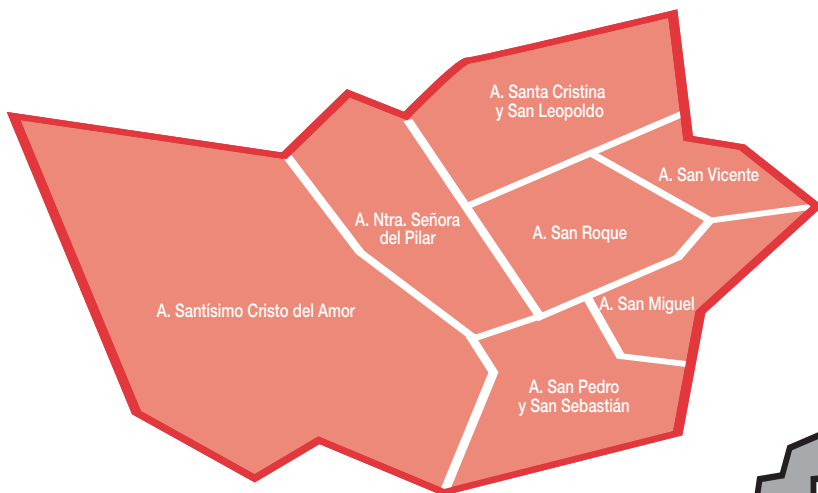 A. Santa Cristina
y San Leopoldo
A. San Vicente
A. Ntra. Señora
del Pilar
A. San Roque
A. Santísimo Cristo del Amor
A. San Miguel
A. San Pedro
y San Sebastián